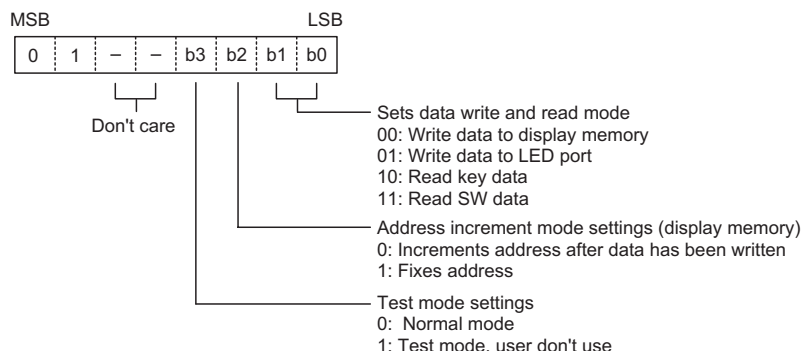 MSB LSB
0 1 – – b3 b2 b1 b0
Don't care
Sets data write and read mode
00: Write data to display memory
01: Write data to LED port
10: Read key data
11: Read SW data
Address increment mode settings (display memory)
0: Increments address after data has been written
1: Fixes address
Test mode settings
0: Normal mode
1: Test mode, user don't use